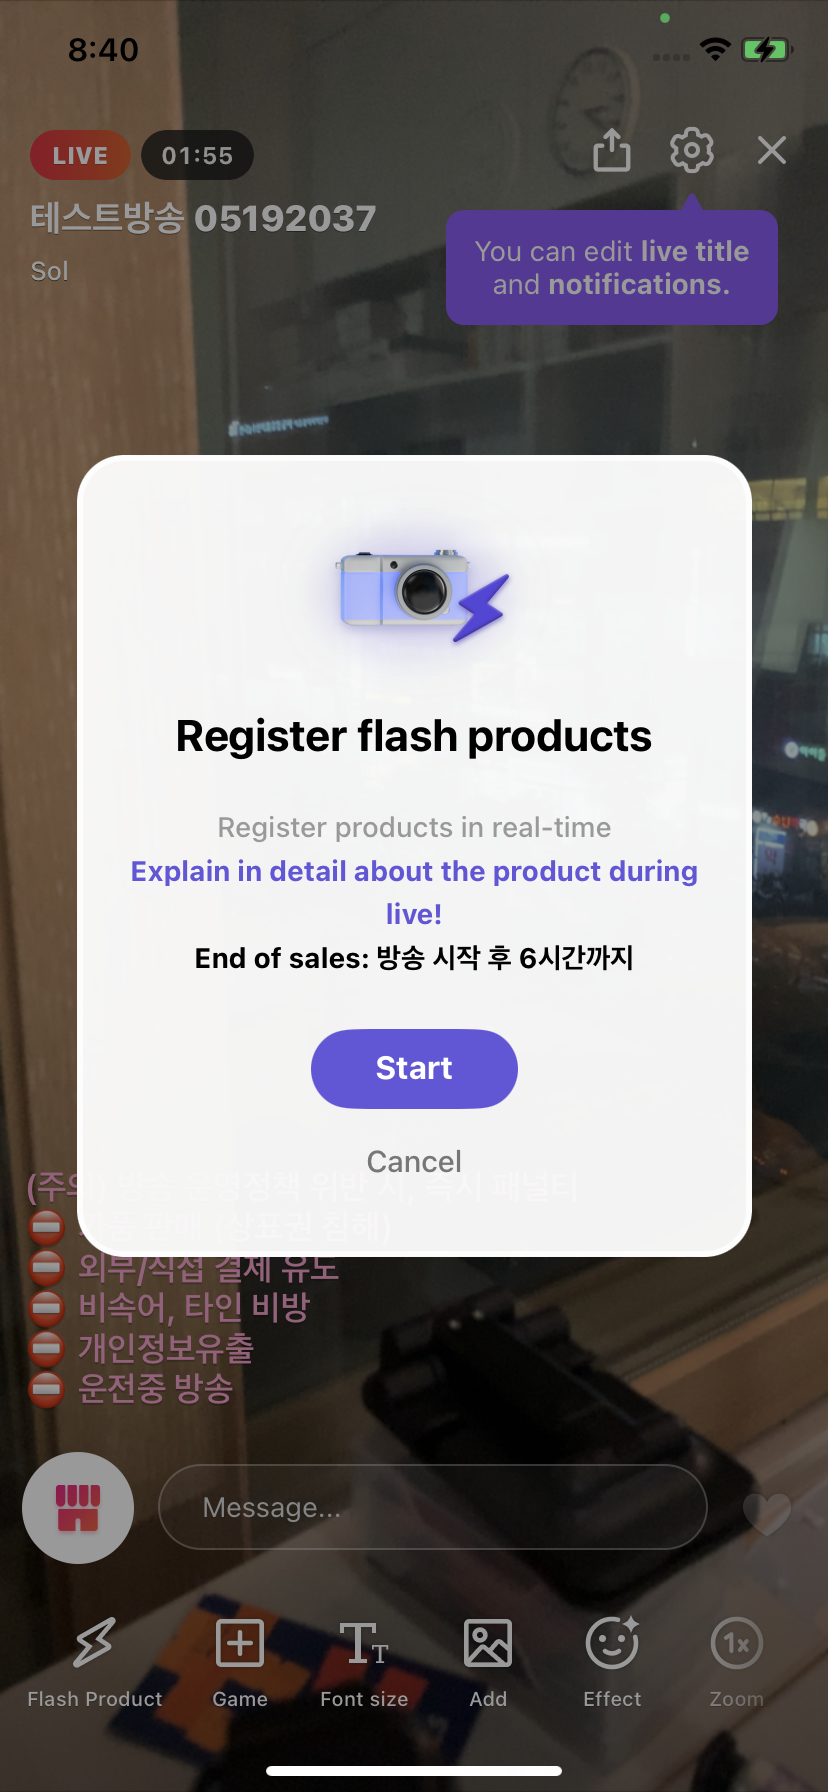 8:40
LIVE
01:55
테스트방송 05192037
Sol
You can edit live title
and notifications.
Register flash products
Register products in real-time
Explain in detail about the product during
live!
End of sales: 방송 시작 후 6시간까지
Start
Cancel
(주의) 방송 운영정책 위반 시, 즉시 패널티
판매 (상표권 침해)
외부/직접 결제 유도
비속어, 타인 비방
개인정보유출
운전중 방송
Message...
Flash Product
Game
Font size
Add
Effect
1x
Zoom